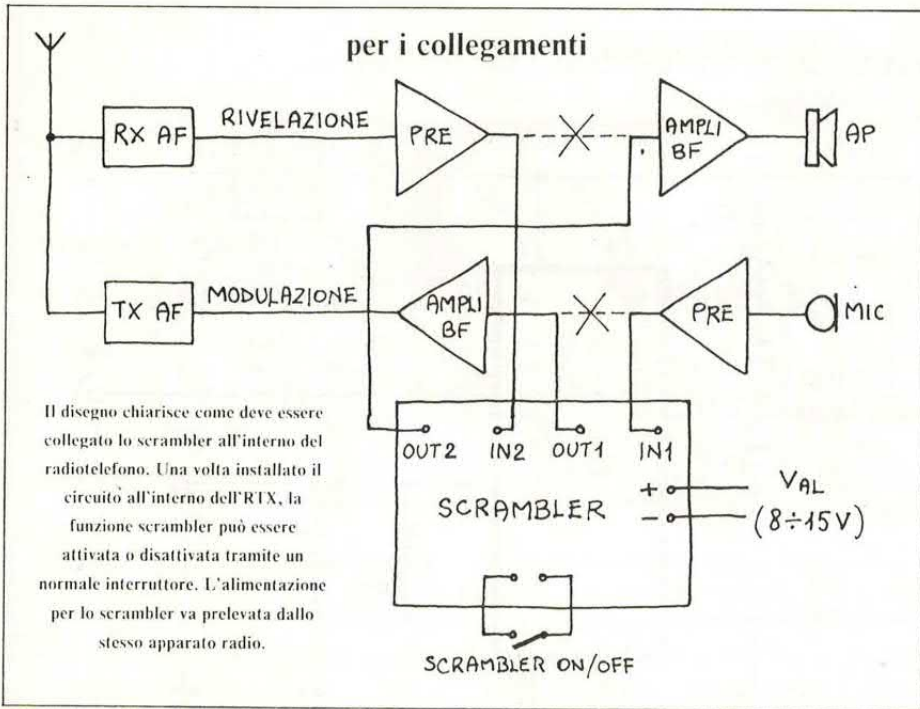 per i collegamenti
RX AF
RIVELAZIONE
PRE
AMPLI
BF
AP
TX AF
MODULAZIONE
AMPLI
BF
PRE
MIC
Il disegno chiarisce come deve essere
collegato lo scrambler all'interno del
radiotelefono. Una volta installato il
circuito all'interno dell'RTX, la
funzione scrambler può essere
attivata o disattivata tramite un
normale interruttore. L'alimentazione
per lo scrambler va prelevata dallo
stesso apparato radio.
OUT2 IN2 OUT1 IN1
SCRAMBLER
+
-
VAL
(8÷15V)
SCRAMBLER ON/OFF